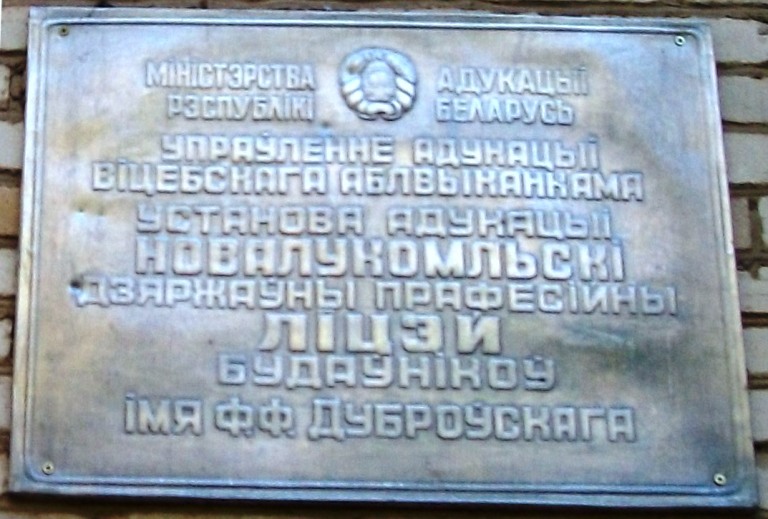 МІНІСТЭРСТВА АДУКАЦЫІ
РЭСПУБЛІКІ БЕЛАРУСЬ
УПРАЎЛЕННЕ АДУКАЦЫІ
ВІЦЕБСКАГА АБЛВЫКАНКАМА
УСТАНОВА АДУКАЦЫІ
НОВАЛУКОМЛЬСКІ
ДЗЯРЖАЎНЫ ПРАФЕСІЙНЫ
ЛІЦЭЙ
БУДАЎНІКОЎ
ІМЯ Ф.Ф. ДУБРОЎСКАГА